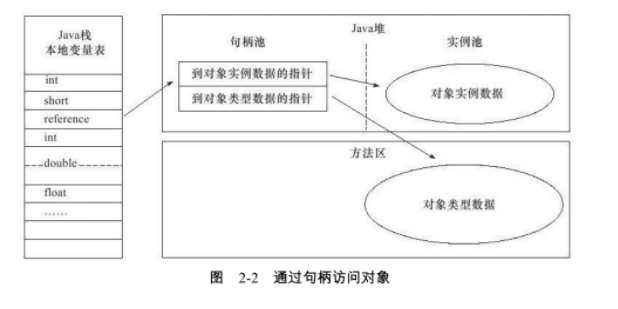 Java栈
本地变量表
int
short
reference
int
double
float
……
Java堆
句柄池
实例池
到对象实例数据的指针
到对象类型数据的指针
对象实例数据
方法区
对象类型数据
图 2-2 通过句柄访问对象